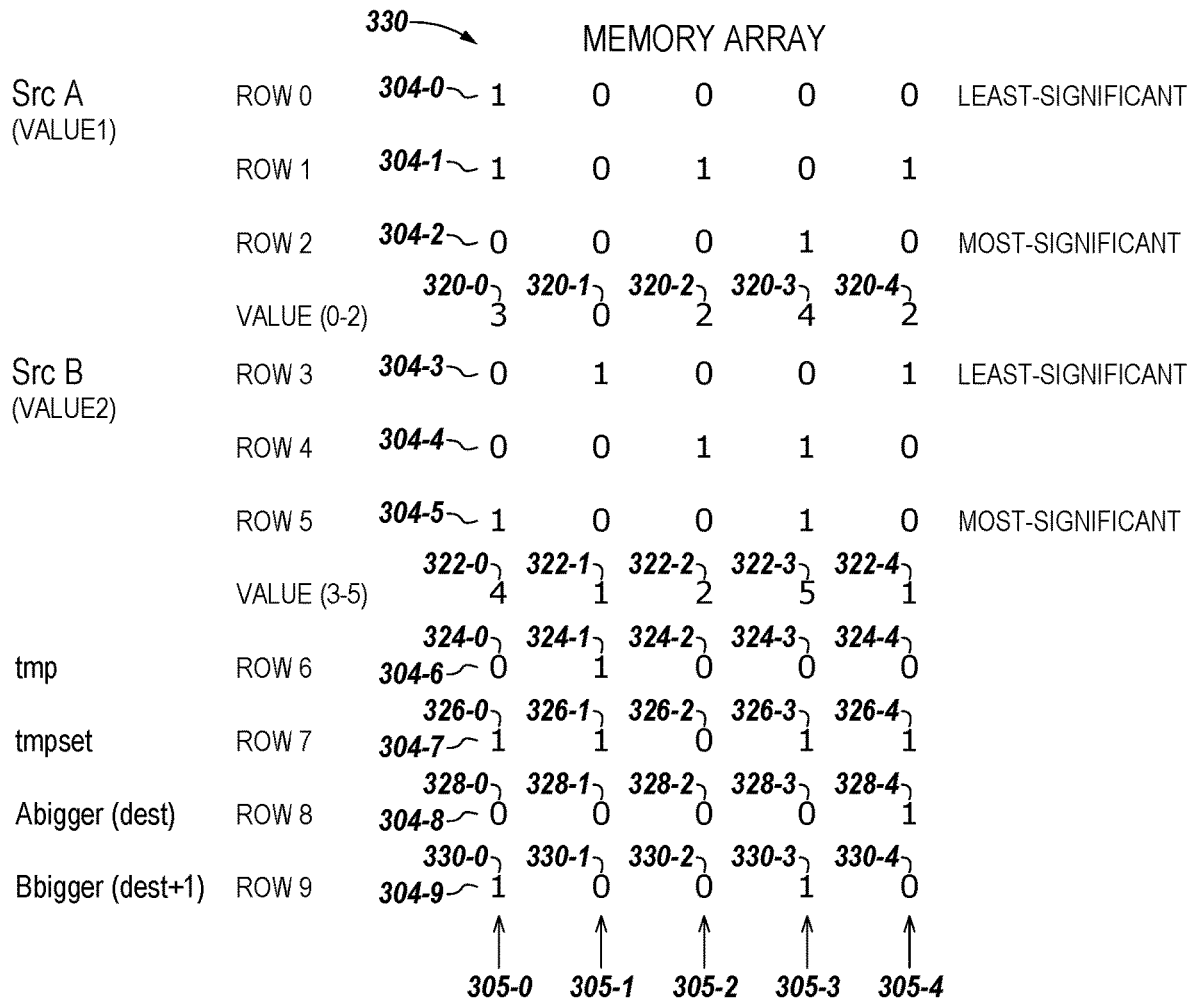 330 MEMORY ARRAY
Src A ROW 0 304-0 1 0 0 0 0 LEAST-SIGNIFICANT
(VALUE1)
ROW 1 304-1 1 0 1 0 1
ROW 2 304-2 0 0 0 1 0 MOST-SIGNIFICANT
320-0 320-1 320-2 320-3 320-4
VALUE (0-2) 3 0 2 4 2
Src B ROW 3 304-3 0 1 0 0 1 LEAST-SIGNIFICANT
(VALUE2)
ROW 4 304-4 0 0 1 1 0
ROW 5 304-5 1 0 0 1 0 MOST-SIGNIFICANT
322-0 322-1 322-2 322-3 322-4
VALUE (3-5) 4 1 2 5 1
324-0 324-1 324-2 324-3 324-4
tmp ROW 6 304-6 0 1 0 0 0
326-0 326-1 326-2 326-3 326-4
tmpset ROW 7 304-7 1 1 0 1 1
328-0 328-1 328-2 328-3 328-4
Abigger (dest) ROW 8 304-8 0 0 0 0 1
330-0 330-1 330-2 330-3 330-4
Bbigger (dest+1) ROW 9 304-9 1 0 0 1 0
305-0 305-1 305-2 305-3 305-4